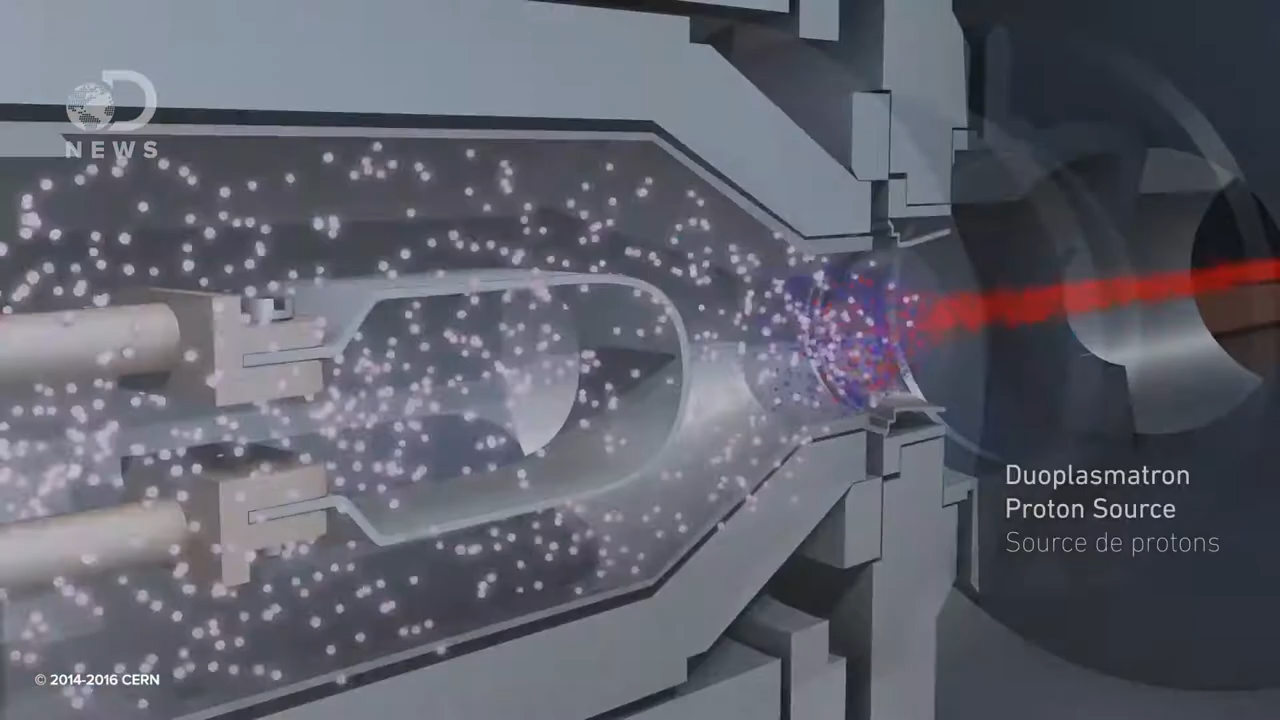 NEWS
Duoplasmatron
Proton Source
Source de protons
© 2014-2016 CERN